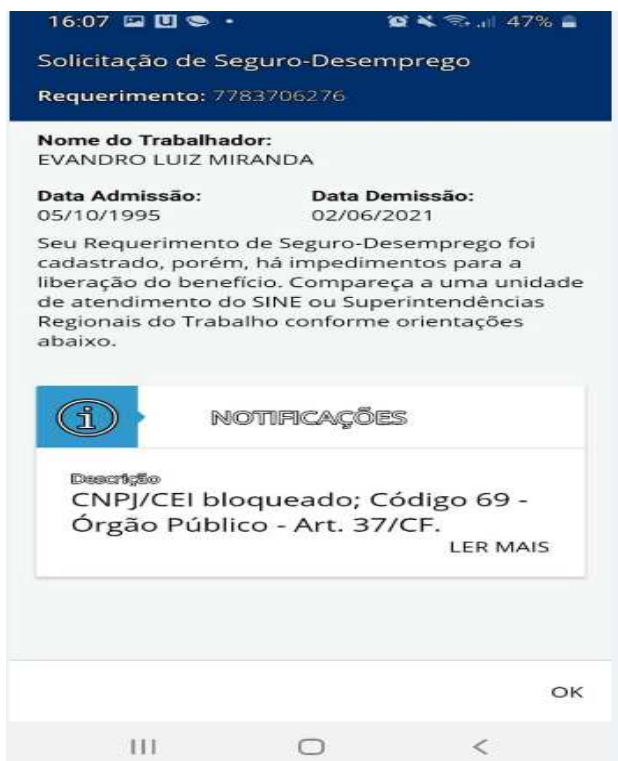 16:07 47%
Solicitação de Seguro-Desemprego
Requerimento: 7783706276
Nome do Trabalhador:
EVANDRO LUIZ MIRANDA
Data Admissão: Data Demissão:
05/10/1995 02/06/2021
Seu Requerimento de Seguro-Desemprego foi
cadastrado, porém, há impedimentos para a
liberação do benefício. Compareça a uma unidade
de atendimento do SINE ou Superintendências
Regionais do Trabalho conforme orientações
abaixo.
NOTIFICAÇÕES
Descrição
CNPJ/CEI bloqueado; Código 69 -
Órgão Público - Art. 37/CF.
LER MAIS
OK